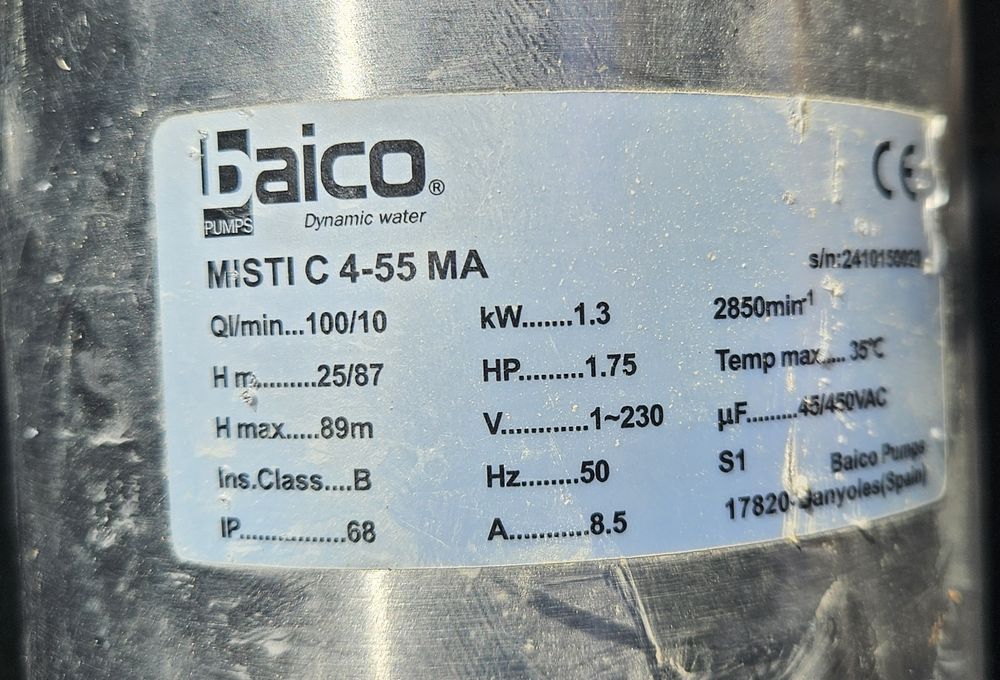 baico®
PUMPS
Dynamic water
CE
MISTI C 4-55 MA
s/n:2410150020
Ql/min...100/10
kW.......1.3
2850min-1
H m.........25/87
HP.........1.75
Temp max..... 35°C
H max.....89m
V............1~230
µF.........45/450VAC
Ins.Class....B
Hz........50
S1
Baico Pumps
IP................68
A...........8.5
17820-Banyoles(Spain)